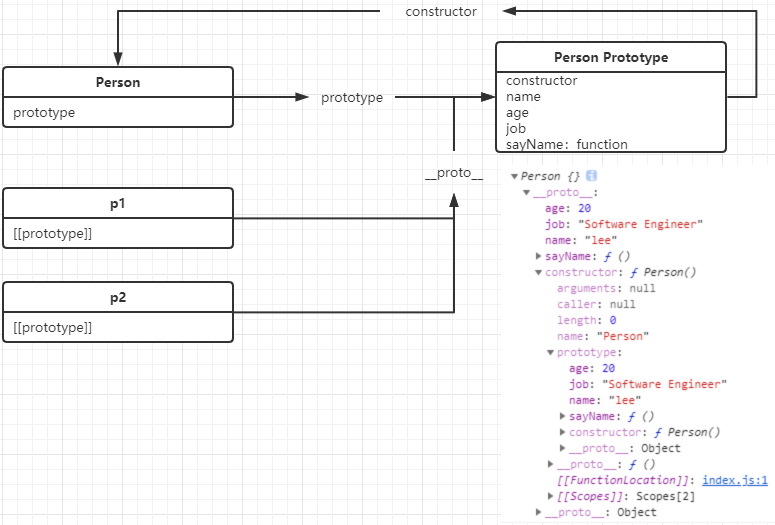 constructor
Person
prototype
prototype
Person Prototype
constructor
name
age
job
sayName：function
__proto__
p1
[[prototype]]
p2
[[prototype]]
▼Person {} i
▼__proto__:
age: 20
job: "Software Engineer"
name: "lee"
▶sayName: ƒ ()
▼constructor: ƒ Person()
arguments: null
caller: null
length: 0
name: "Person"
▼prototype:
age: 20
job: "Software Engineer"
name: "lee"
▶sayName: ƒ ()
▶constructor: ƒ Person()
▶__proto__: Object
▶__proto__: ƒ ()
[[FunctionLocation]]: index.js:1
▶[[Scopes]]: Scopes[2]
▶__proto__: Object